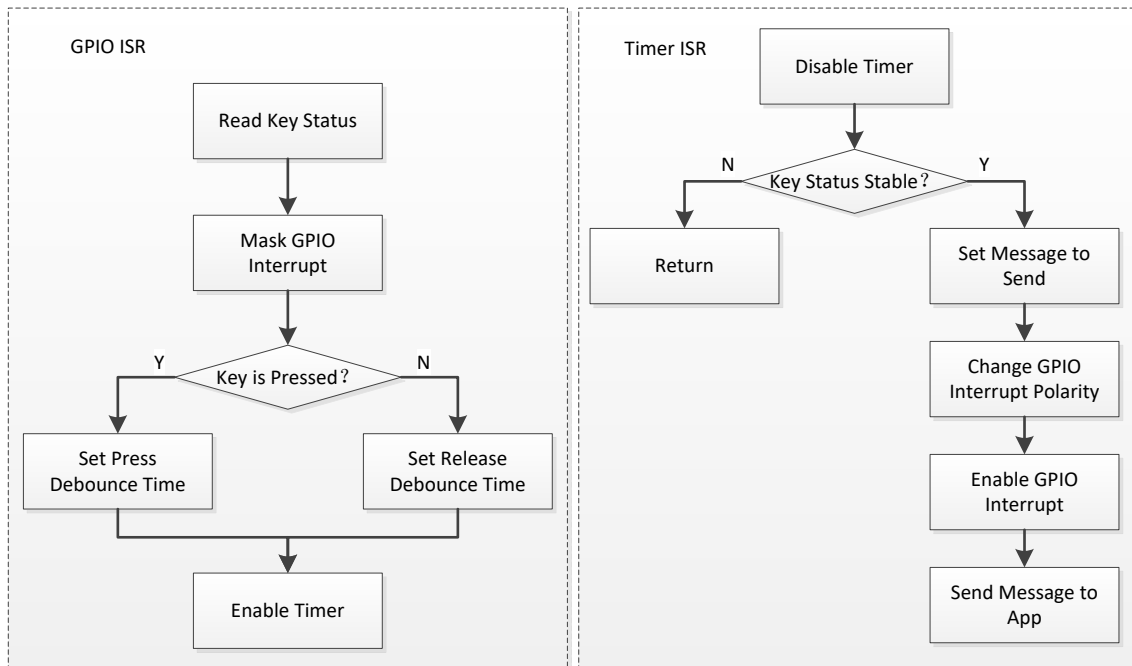 GPIO ISR
Read Key Status
Mask GPIO
Interrupt
Y
N
Key is Pressed？
Set Press
Debounce Time
Set Release
Debounce Time
Enable Timer
Timer ISR
Disable Timer
N
Y
Key Status Stable？
Return
Set Message to
Send
Change GPIO
Interrupt Polarity
Enable GPIO
Interrupt
Send Message to
App